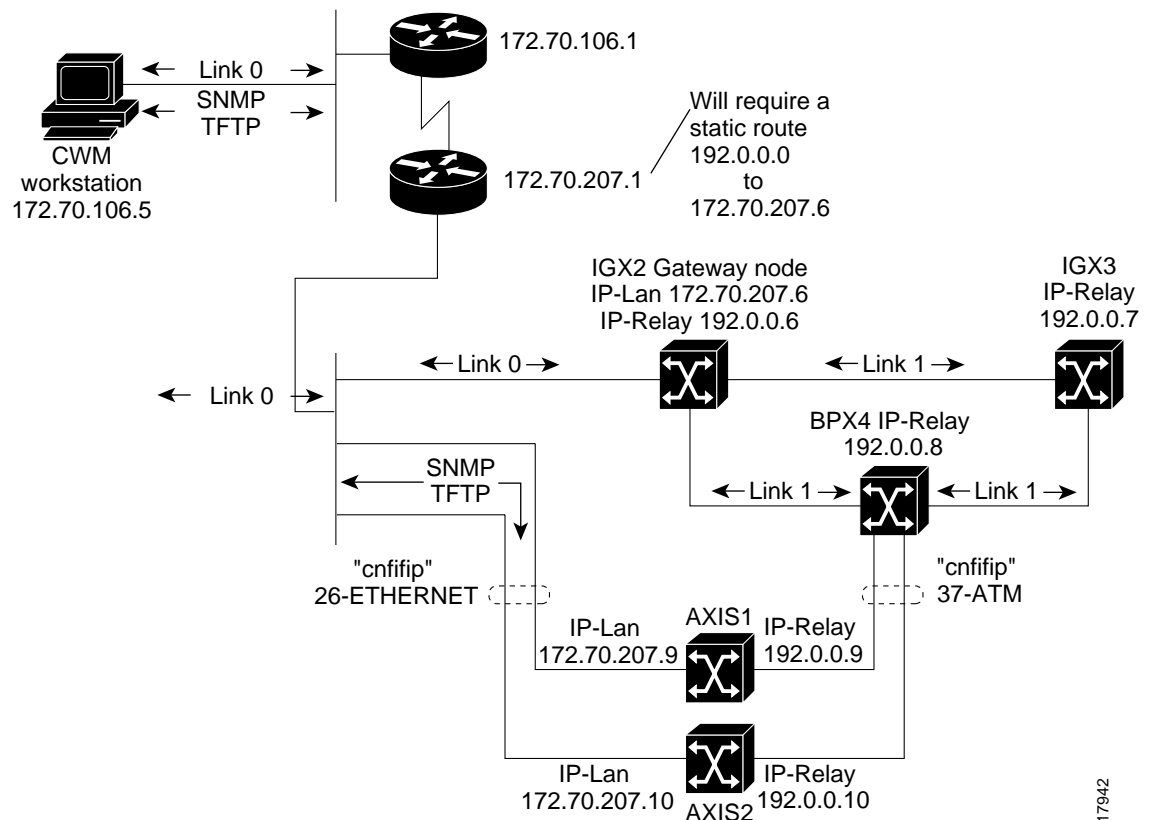 172.70.106.1
Link 0
SNMP
TFTP
CWM
workstation
172.70.106.5
Will require a
static route
192.0.0.0
to
172.70.207.6
172.70.207.1
IGX2 Gateway node
IP-Lan 172.70.207.6
IP-Relay 192.0.0.6
IGX3
IP-Relay
192.0.0.7
Link 0
Link 1
Link 0
BPX4 IP-Relay
192.0.0.8
SNMP
TFTP
Link 1
Link 1
"cnfifip"
26-ETHERNET
"cnfifip"
37-ATM
IP-Lan
172.70.207.9
AXIS1
IP-Relay
192.0.0.9
IP-Lan
172.70.207.10
AXIS2
IP-Relay
192.0.0.10
17942